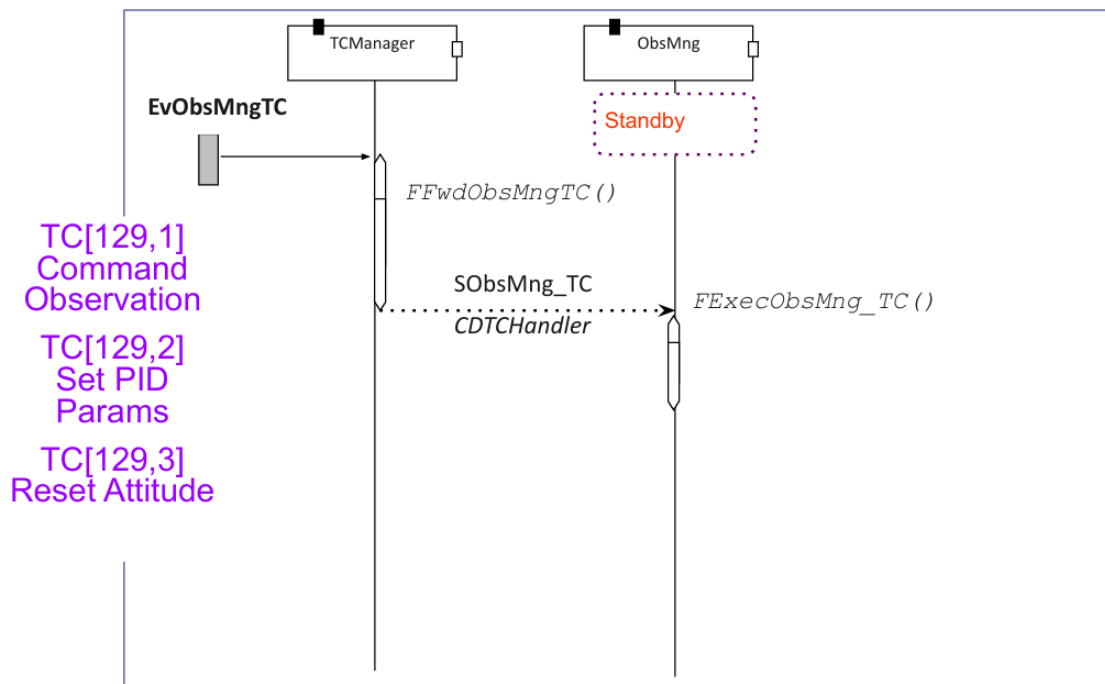 TCManager
ObsMng
EvObsMngTC
Standby
FFwdObsMngTC()
TC[129,1]
Command
Observation
SObsMng_TC
FExecObsMng_TC()
CDTCHandler
TC[129,2]
Set PID
Params
TC[129,3]
Reset Attitude